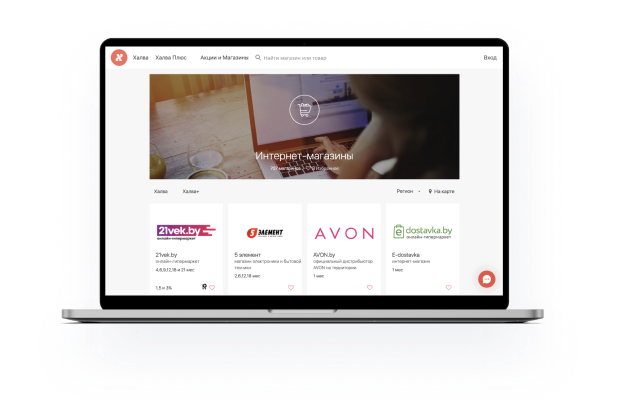 Халва Халва Плюс Акции и Магазины Найти магазин или товар Вход
Интернет-магазины
В Избранное
Халва Халва+ Регион На карте
21vek.by
онлайн-гипермаркет
5 ЭЛЕМЕНТ
AVON
e dostavka.by
онлайн-гипермаркет
21vek.by
онлайн-гипермаркет
4,6,9,12,18 и 21 мес
1,5 и 3%
5 элемент
магазин электроники и бытовой
техники
2,6,12,18 мес
AVON.by
официальный дистрибьютор
AVON на территории
1 мес
E-dostavka
интернет-магазин
1 мес